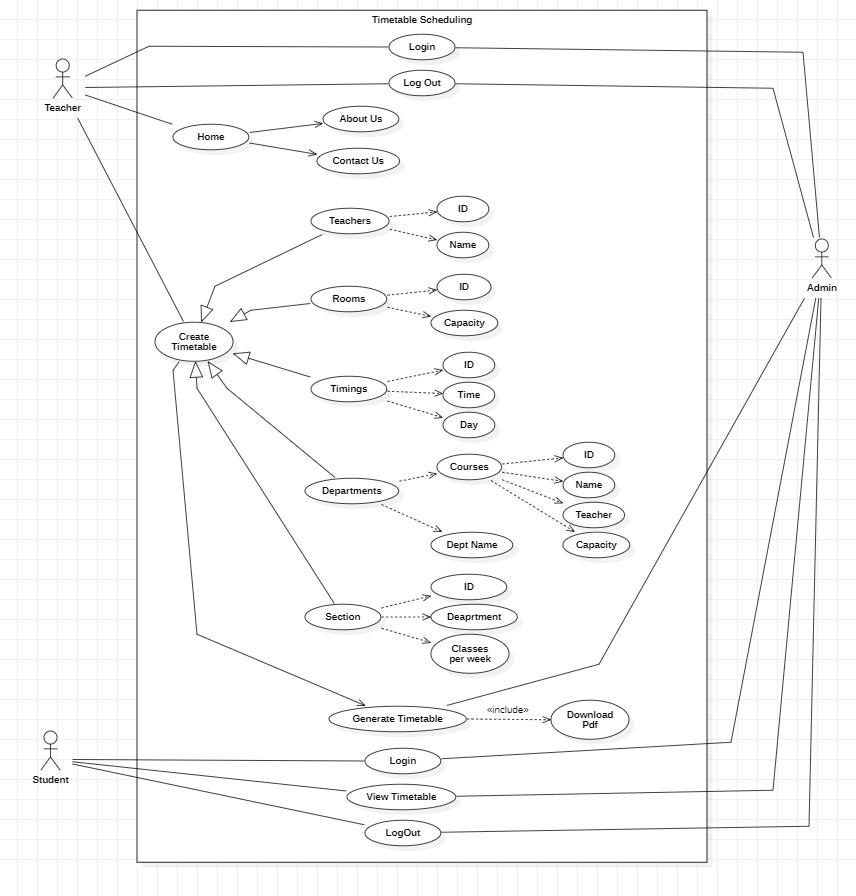 Timetable Scheduling
Login
Log Out
Teacher
About Us
Home
Contact Us
Teachers
ID
Name
Admin
Rooms
ID
Capacity
Create
Timetable
Timings
ID
Time
Day
Departments
Courses
ID
Name
Teacher
Capacity
Dept Name
Section
ID
Deaprtment
Classes
per week
Generate Timetable
«include»
Download
Pdf
Login
Student
View Timetable
LogOut